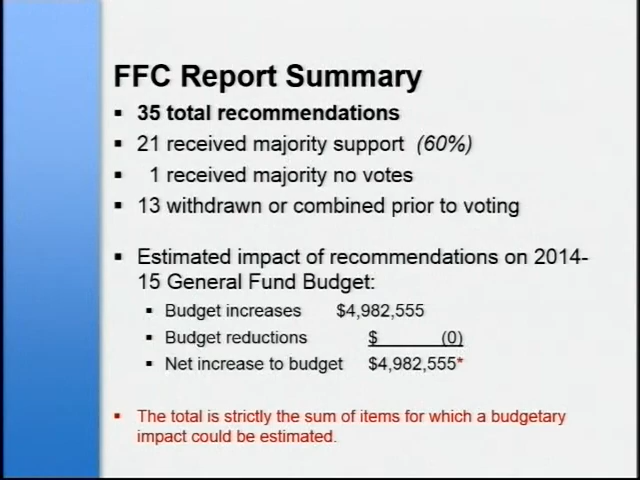 FFC Report Summary
▪ 35 total recommendations
▪ 21 received majority support (60%)
▪ 1 received majority no votes
▪ 13 withdrawn or combined prior to voting
▪ Estimated impact of recommendations on 2014-
15 General Fund Budget:
▪ Budget increases $4,982,555
▪ Budget reductions $ (0)
▪ Net increase to budget $4,982,555*
▪ The total is strictly the sum of items for which a budgetary
impact could be estimated.